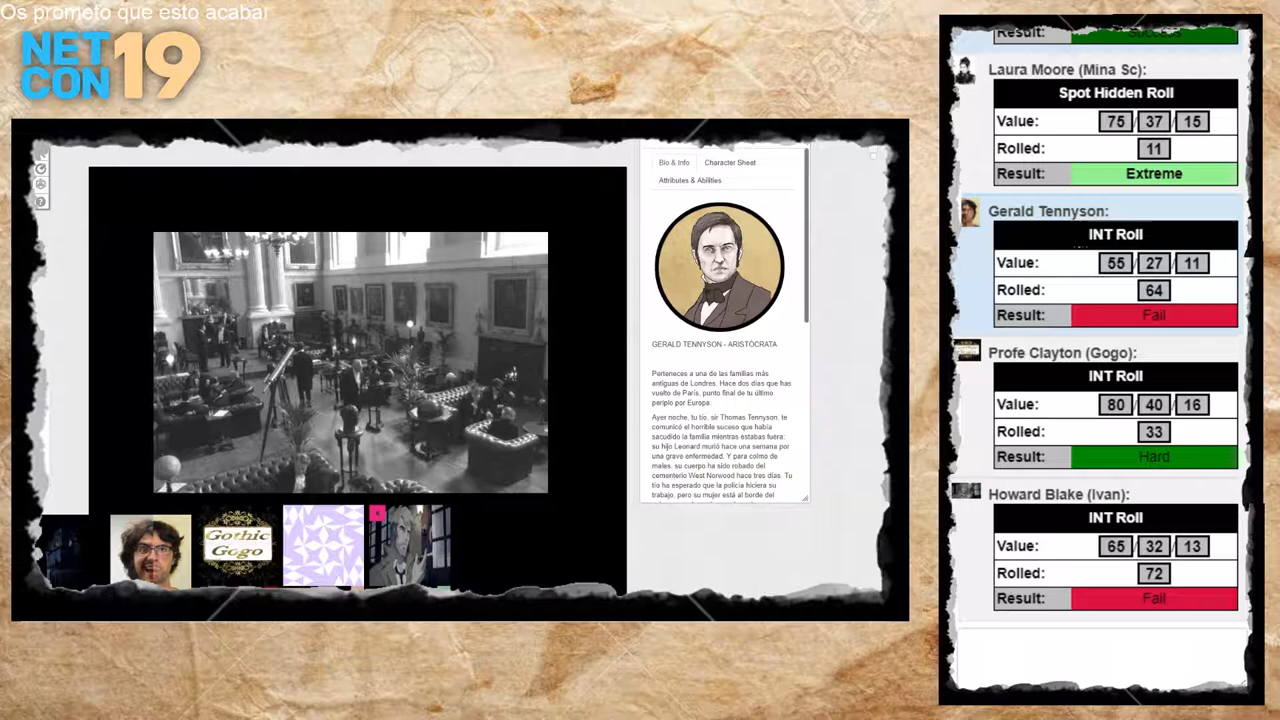 Os prometo que esto acabar
NET
CON
19
Bio & Info
Character Sheet
Attributes & Abilities
GERALD TENNYSON - ARISTÓCRATA
Perteneces a una de las familias más
antiguas de Londres. Hace dos días que has
vuelto de París, punto final de tu último
periplo por Europa.
Ayer noche, tu tío, sir Thomas Tennyson, te
comunicó el horrible suceso que había
sacudido la familia mientras estabas fuera:
su hijo Leonard murió hace una semana por
una grave enfermedad. Y para colmo de
males, su cuerpo ha sido robado del
cementerio West Norwood hace tres días. Tu
tío ha esperado que la policía hiciera su
trabajo, pero su mujer está al borde del
Gothic
Gogo
Result: Success
Laura Moore (Mina Sc):
Spot Hidden Roll
Value: 75 / 37 / 15
Rolled: 11
Result: Extreme
Gerald Tennyson:
INT Roll
Value: 55 / 27 / 11
Rolled: 64
Result: Fail
Profe Clayton (Gogo):
INT Roll
Value: 80 / 40 / 16
Rolled: 33
Result: Hard
Howard Blake (Ivan):
INT Roll
Value: 65 / 32 / 13
Rolled: 72
Result: Fail